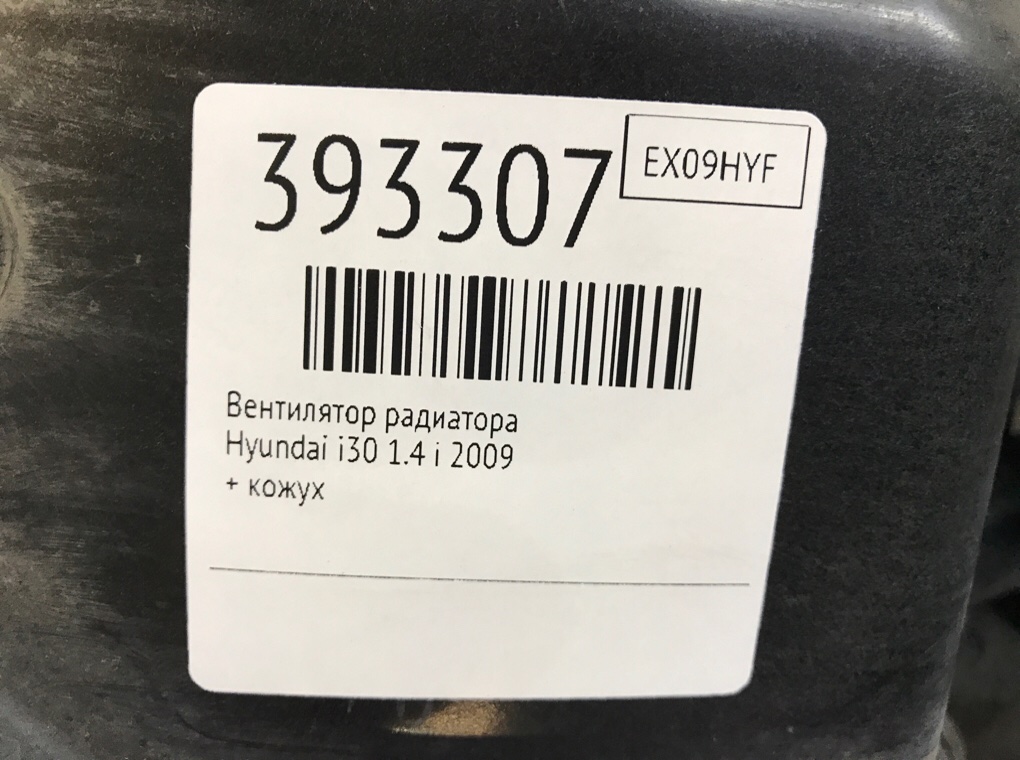 393307
EX09HYF
Вентилятор радиатора
Hyundai i30 1.4 i 2009
+ кожух